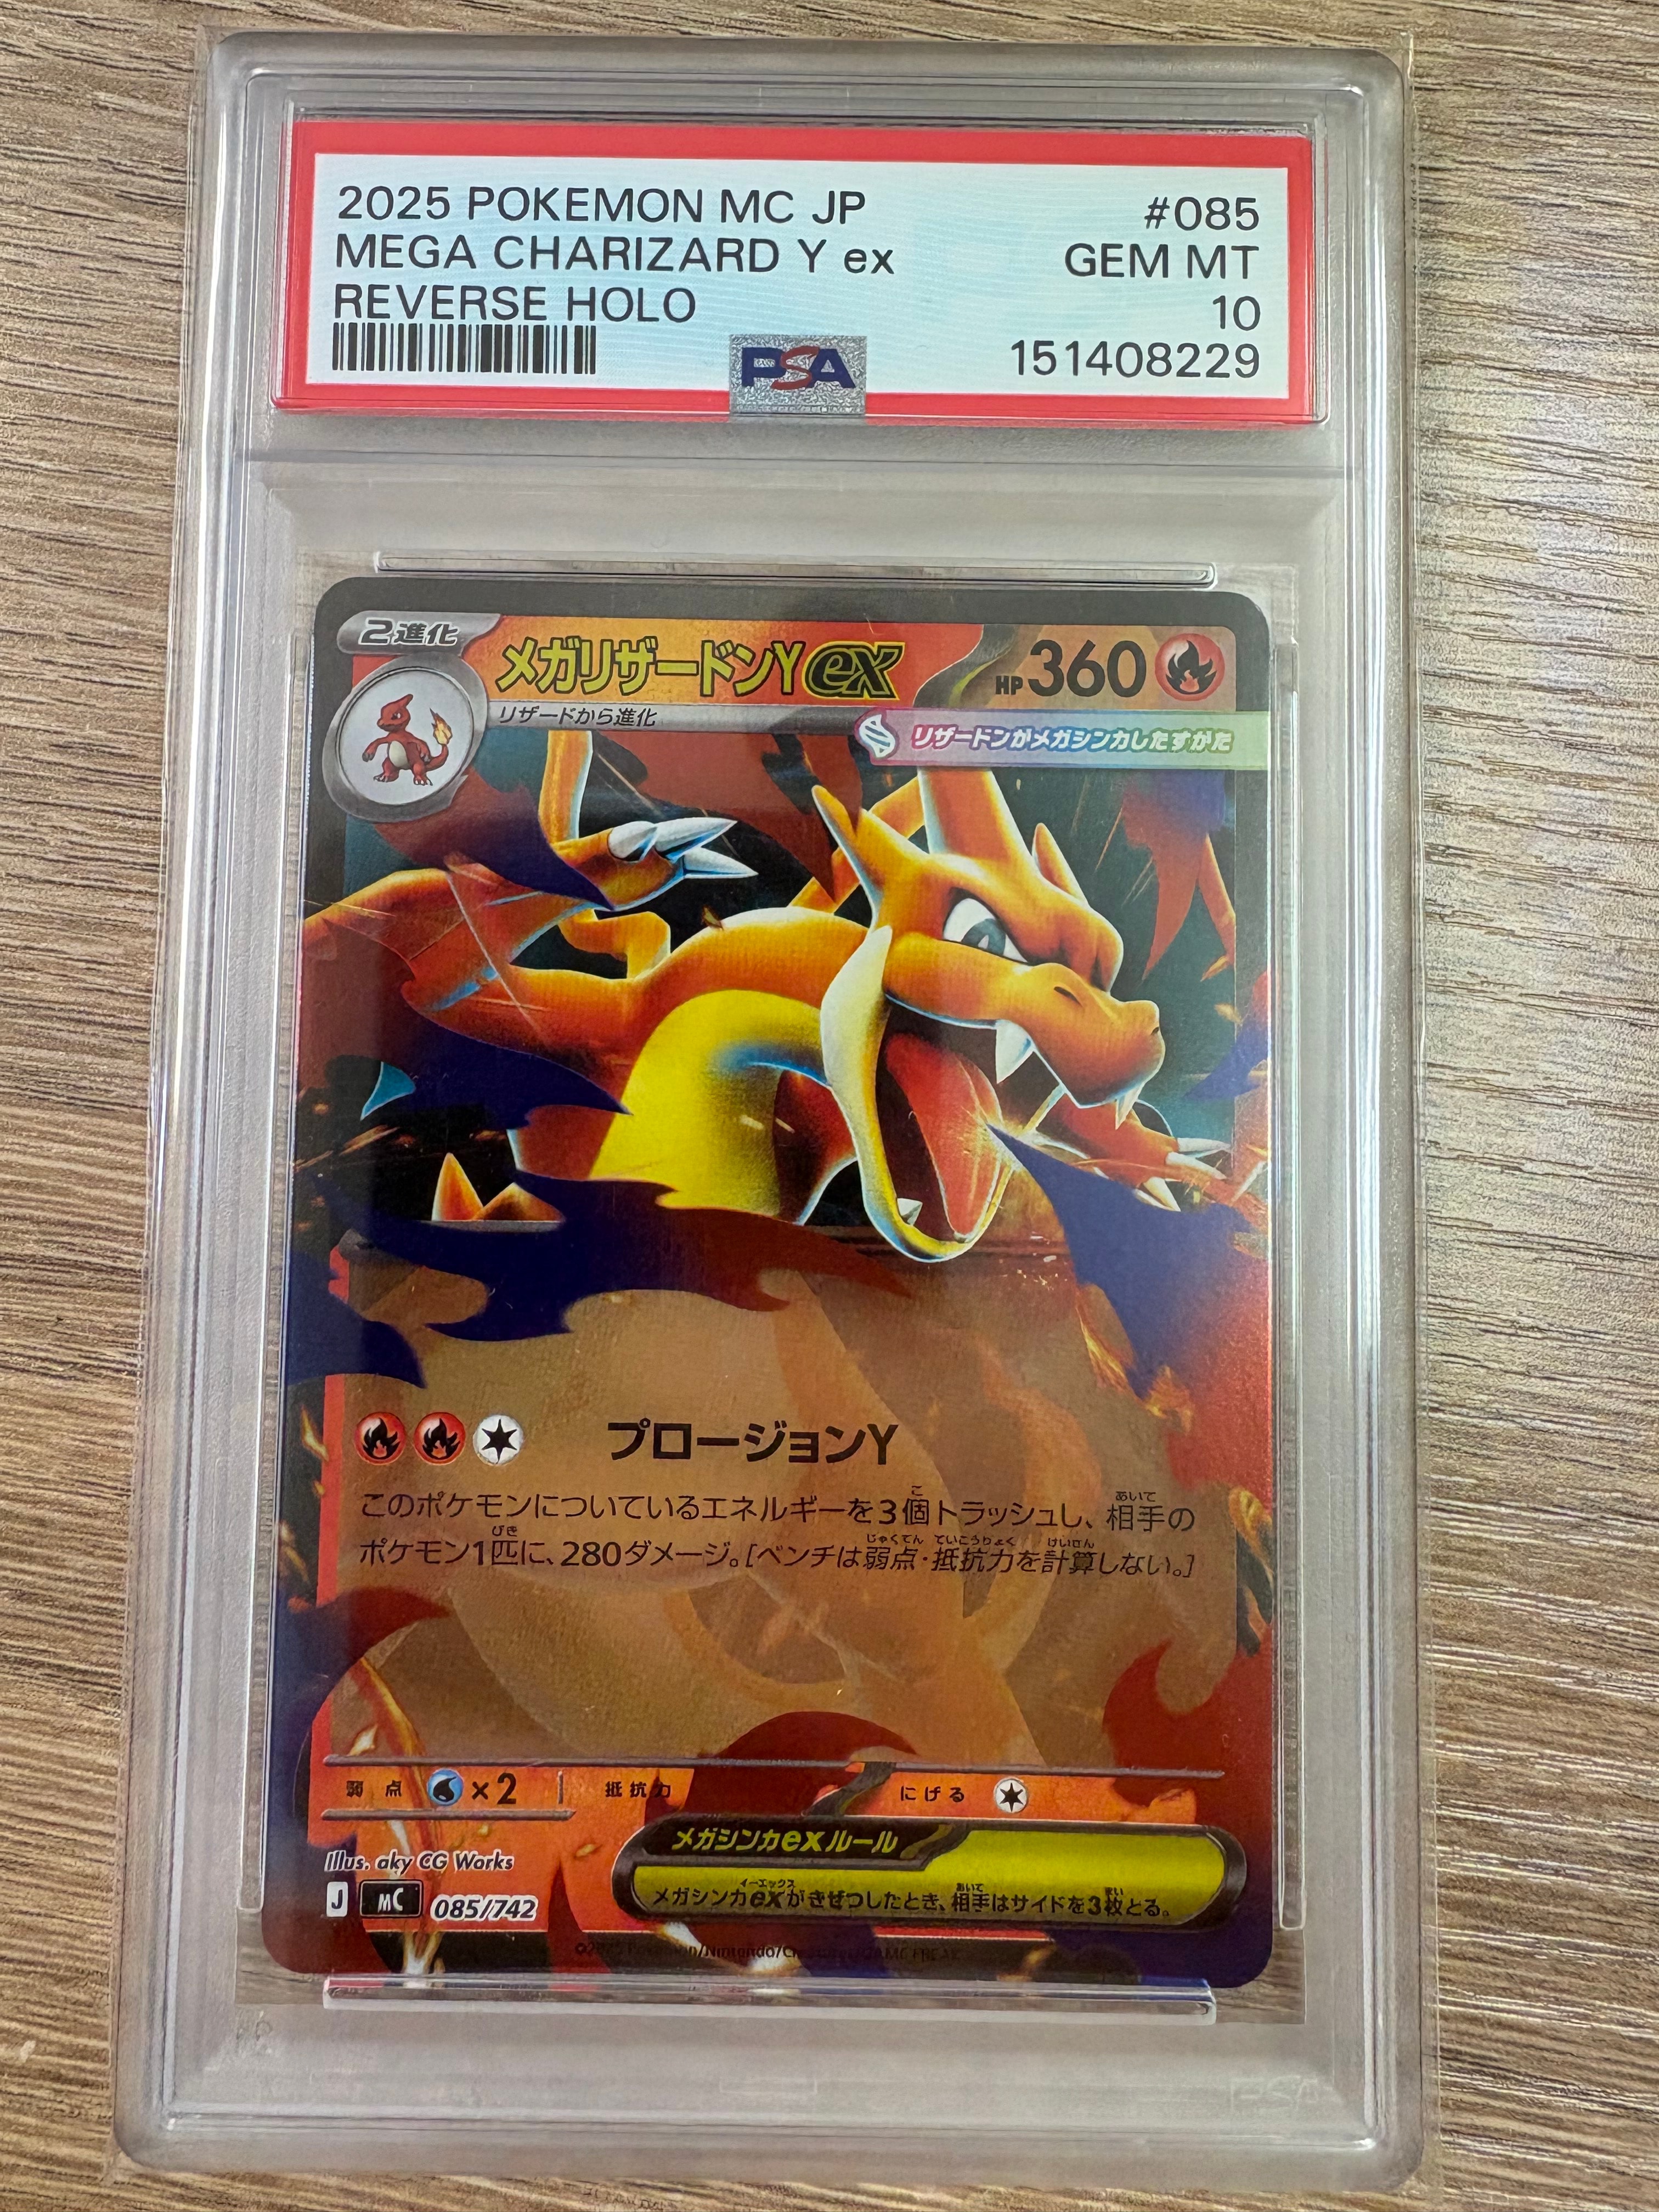 2025 POKEMON MC JP #085
MEGA CHARIZARD Y ex GEM MT
REVERSE HOLO 10
PSA 151408229
2進化
メガリザードンYex HP360
リザードから進化
リザードンがメガシンカしたすがた
プロージョンY
このポケモンについているエネルギーを3個トラッシュし、相手の
ポケモン1匹に、280ダメージ。[ベンチは弱点・抵抗力を計算しない。]
弱点 ×2 抵抗力 にげる
メガシンカexルール
メガシンカexがきぜつしたとき、相手はサイドを3枚とる。
Illus. aky CG Works
J MC 085/742
/Nintendo/ GAME FREAK